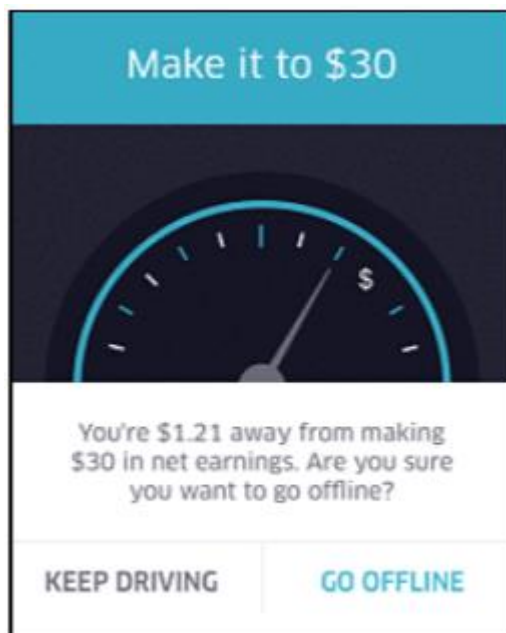 Make it to $30
$
You're $1.21 away from making
$30 in net earnings. Are you sure
you want to go offline?
KEEP DRIVING
GO OFFLINE